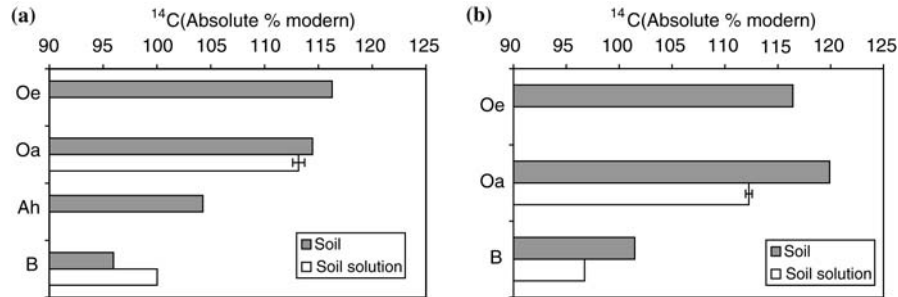 (a) ¹⁴C(Absolute % modern)
90 95 100 105 110 115 120 125
Oe
Oa
Ah
B
Soil
Soil solution
(b) ¹⁴C(Absolute % modern)
90 95 100 105 110 115 120 125
Oe
Oa
B
Soil
Soil solution